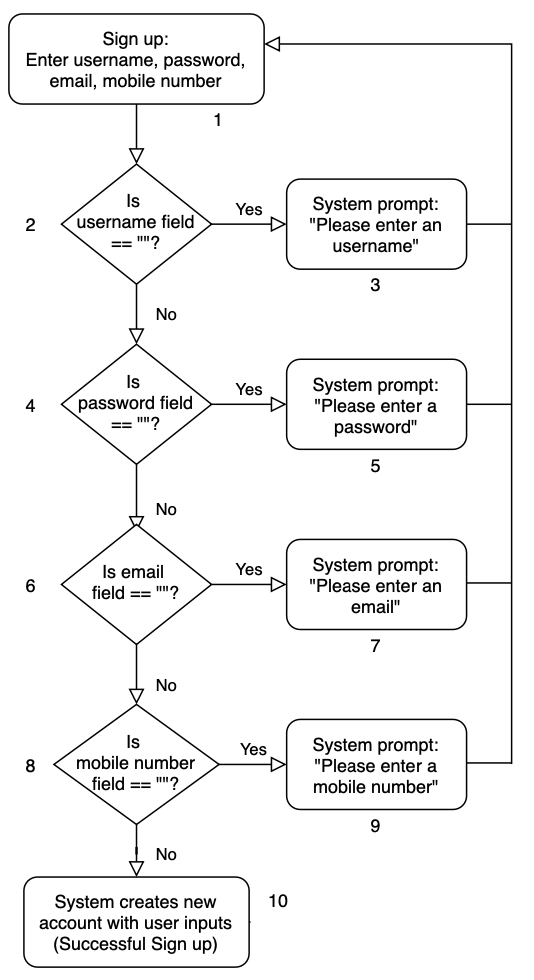 Sign up:
Enter username, password,
email, mobile number
1
Is
username field
== ""?
2
Yes
System prompt:
"Please enter an
username"
3
No
Is
password field
== ""?
4
Yes
System prompt:
"Please enter a
password"
5
No
Is email
field == ""?
6
Yes
System prompt:
"Please enter an
email"
7
No
Is
mobile number
field == ""?
8
Yes
System prompt:
"Please enter a
mobile number"
9
No
System creates new
account with user inputs
(Successful Sign up)
10